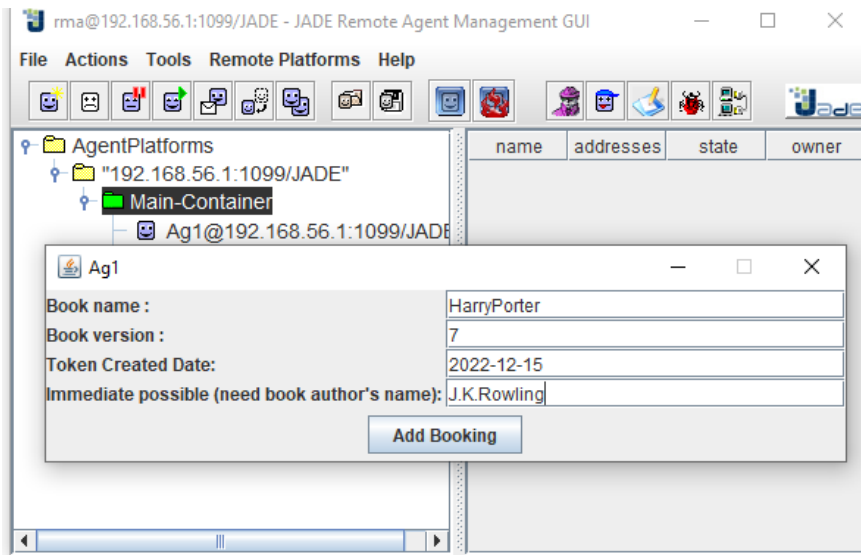 rma@192.168.56.1:1099/JADE - JADE Remote Agent Management GUI
File Actions Tools Remote Platforms Help
Jade
AgentPlatforms
name addresses state owner
"192.168.56.1:1099/JADE"
Main-Container
Ag1@192.168.56.1:1099/JADE
Ag1
Book name : HarryPorter
Book version : 7
Token Created Date: 2022-12-15
Immediate possible (need book author's name): J.K.Rowling
Add Booking